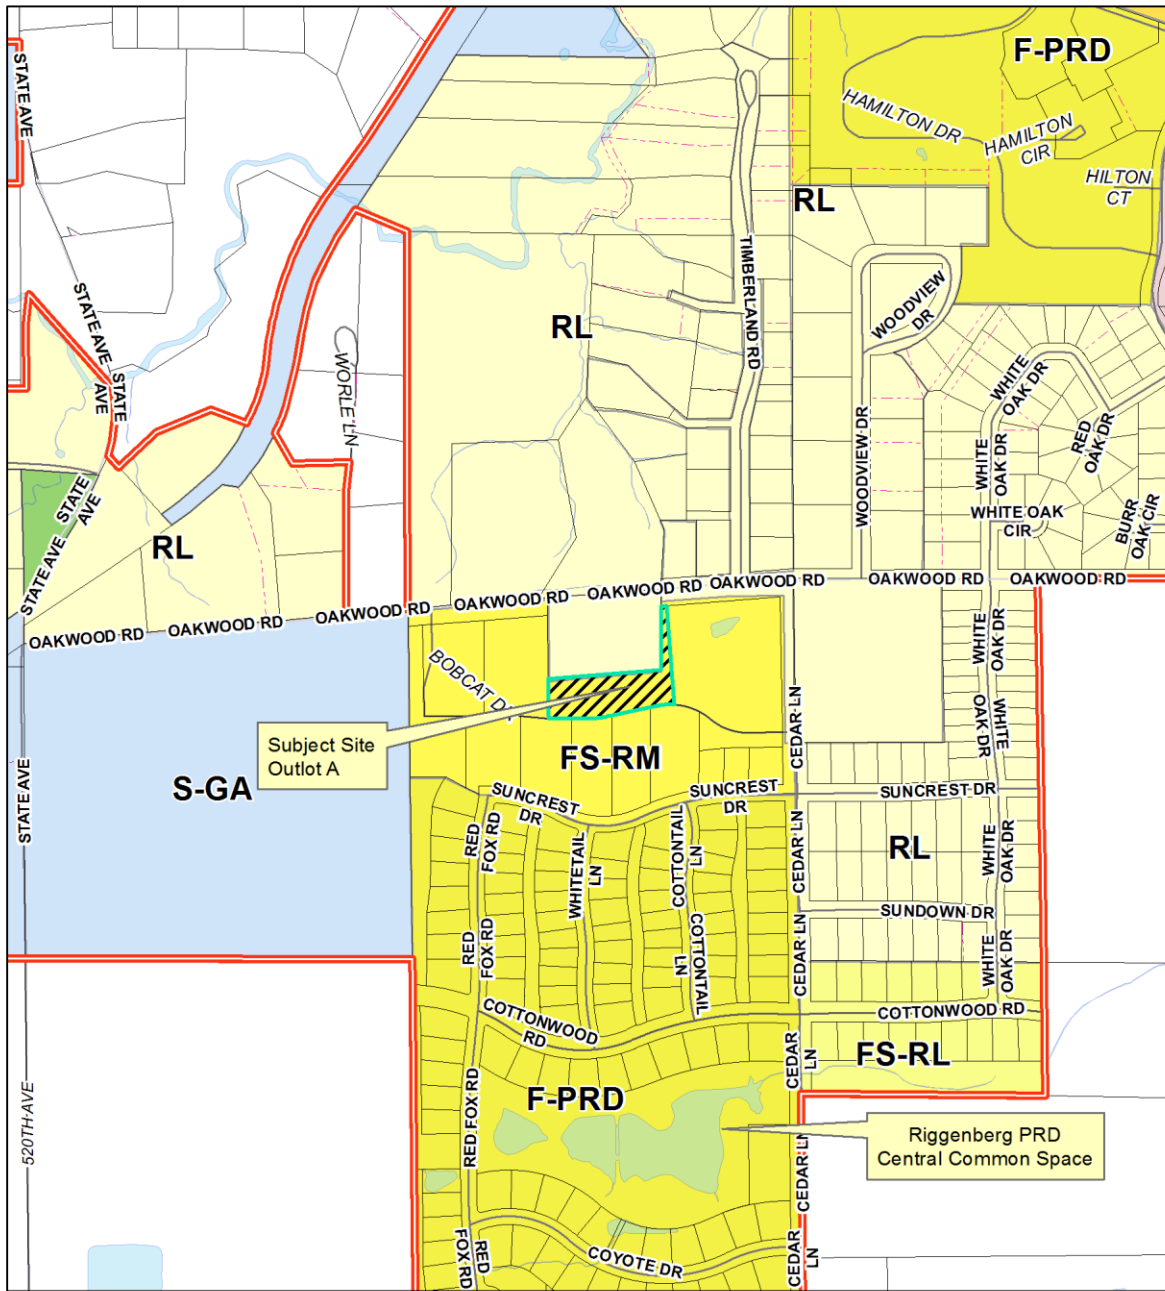 F-PRD
HAMILTON DR
HAMILTON
CIR
HILTON
CT
STATE AVE
RL
TIMBERLAND RD
WOODVIEW
DR
STATE AVE
STATE
AVE
WORLE LN
RL
WHITE
OAK DR
RED
OAK DR
WOODVIEW DR
WHITE
OAK DR
STATE
AVE
WHITE OAK
CIR
BURR
OAK CIR
RL
STATE AVE
OAKWOOD RD
OAKWOOD RD
OAKWOOD RD
OAKWOOD RD
OAKWOOD RD
OAKWOOD RD
OAKWOOD RD
OAKWOOD RD
WHITE
OAK DR
BOBCAT DR
CEDAR LN
WHITE
OAK DR
Subject Site
Outlot A
FS-RM
S-GA
STATE AVE
SUNCREST
DR
SUNCREST
DR
SUNCREST DR
RED
FOX RD
WHITETAIL
LN
COTTONTAIL
LN
CEDAR LN
RL
WHITE
OAK DR
SUNDOWN DR
RED
FOX RD
COTTONTAIL
LN
CEDAR LN
WHITE
OAK DR
COTTONWOOD
RD
COTTONWOOD RD
CEDAR
LN
FS-RL
F-PRD
RED FOX RD
520TH AVE
Riggenberg PRD
Central Common Space
CEDAR LN
RED
FOX RD
COYOTE DR
CEDAR
LN